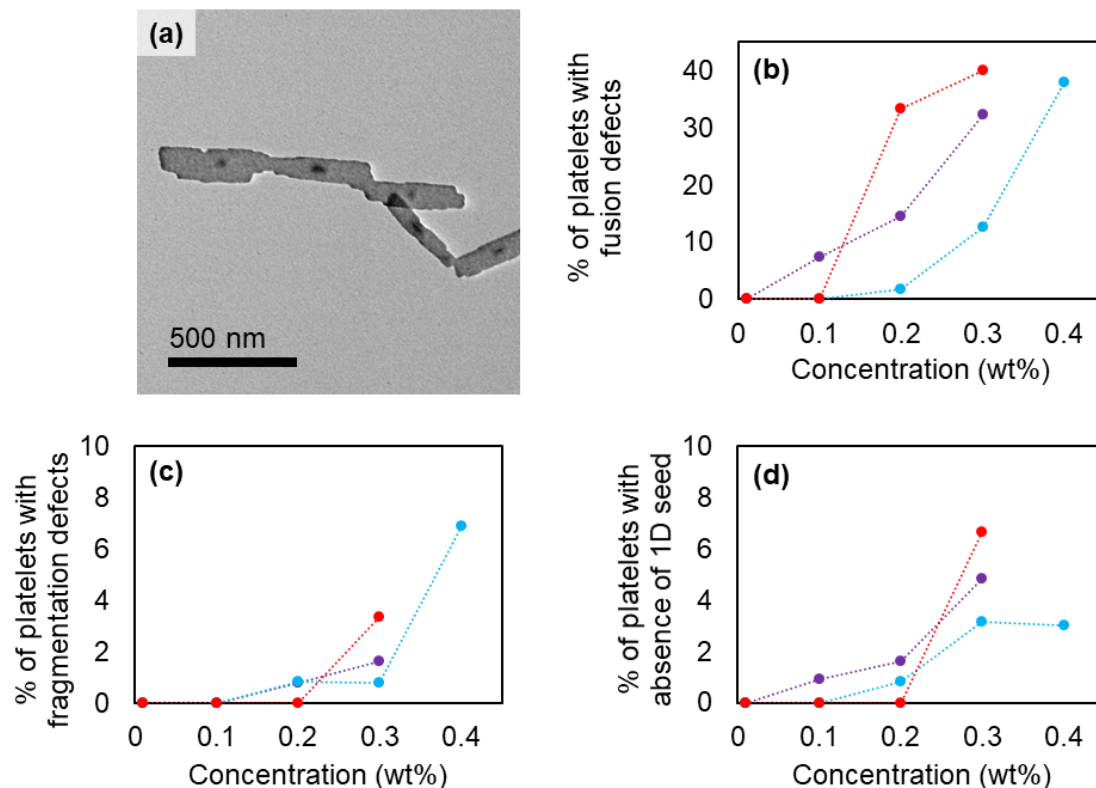 (a)
500 nm
(b)
% of platelets with
fusion defects
40
30
20
10
0
0 0.1 0.2 0.3 0.4
Concentration (wt%)
(c)
% of platelets with
fragmentation defects
10
8
6
4
2
0
0 0.1 0.2 0.3 0.4
Concentration (wt%)
(d)
% of platelets with
absence of 1D seed
10
8
6
4
2
0
0 0.1 0.2 0.3 0.4
Concentration (wt%)